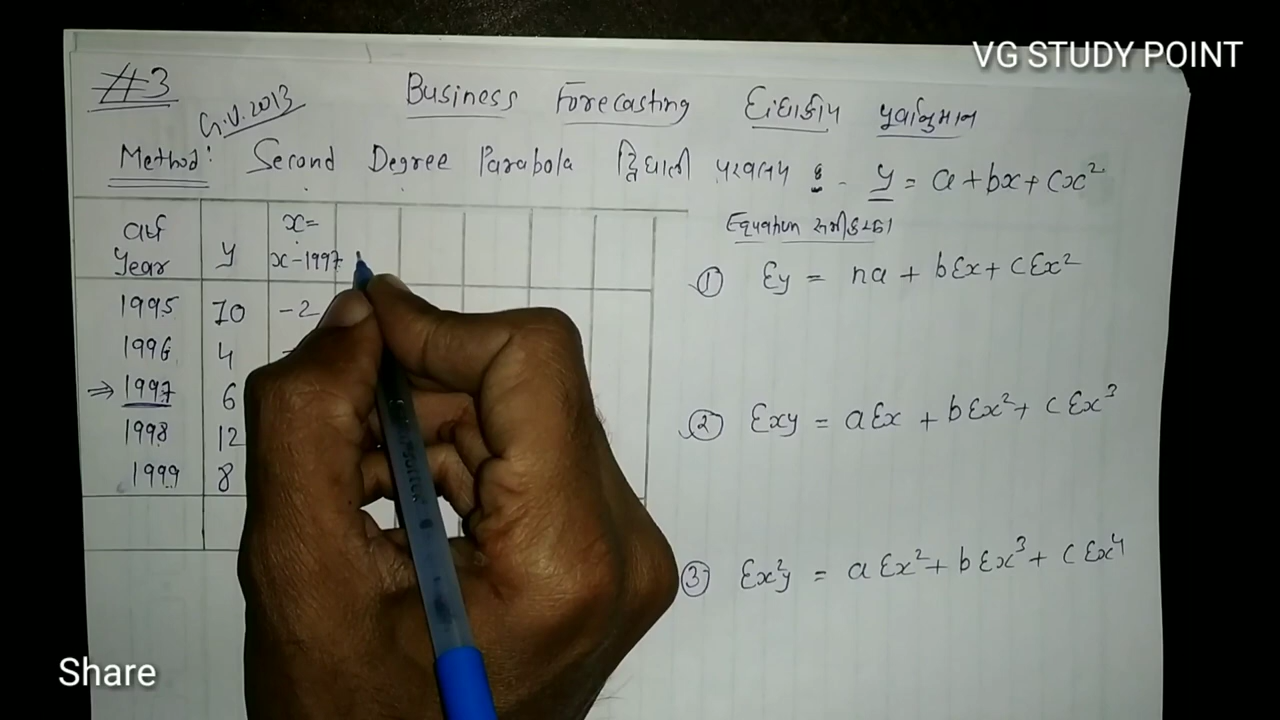 VG STUDY POINT
#3
G.U. 2013
Business Forecasting ધંધાકીય પૂર્વાનુમાન
Method: Second Degree Parabola દ્વિઘાતી પરવલય : - y = a + bx + cx²
વર્ષ Year y x = x - 1997
1995 10 -2
1996 4
⇒ 1997 6
1998 12
1999 8
Equation સમીકરણ
① Σy = na + bΣx + cΣx²
② Σxy = aΣx + bΣx² + cΣx³
③ Σx²y = aΣx² + bΣx³ + cΣx⁴
Share